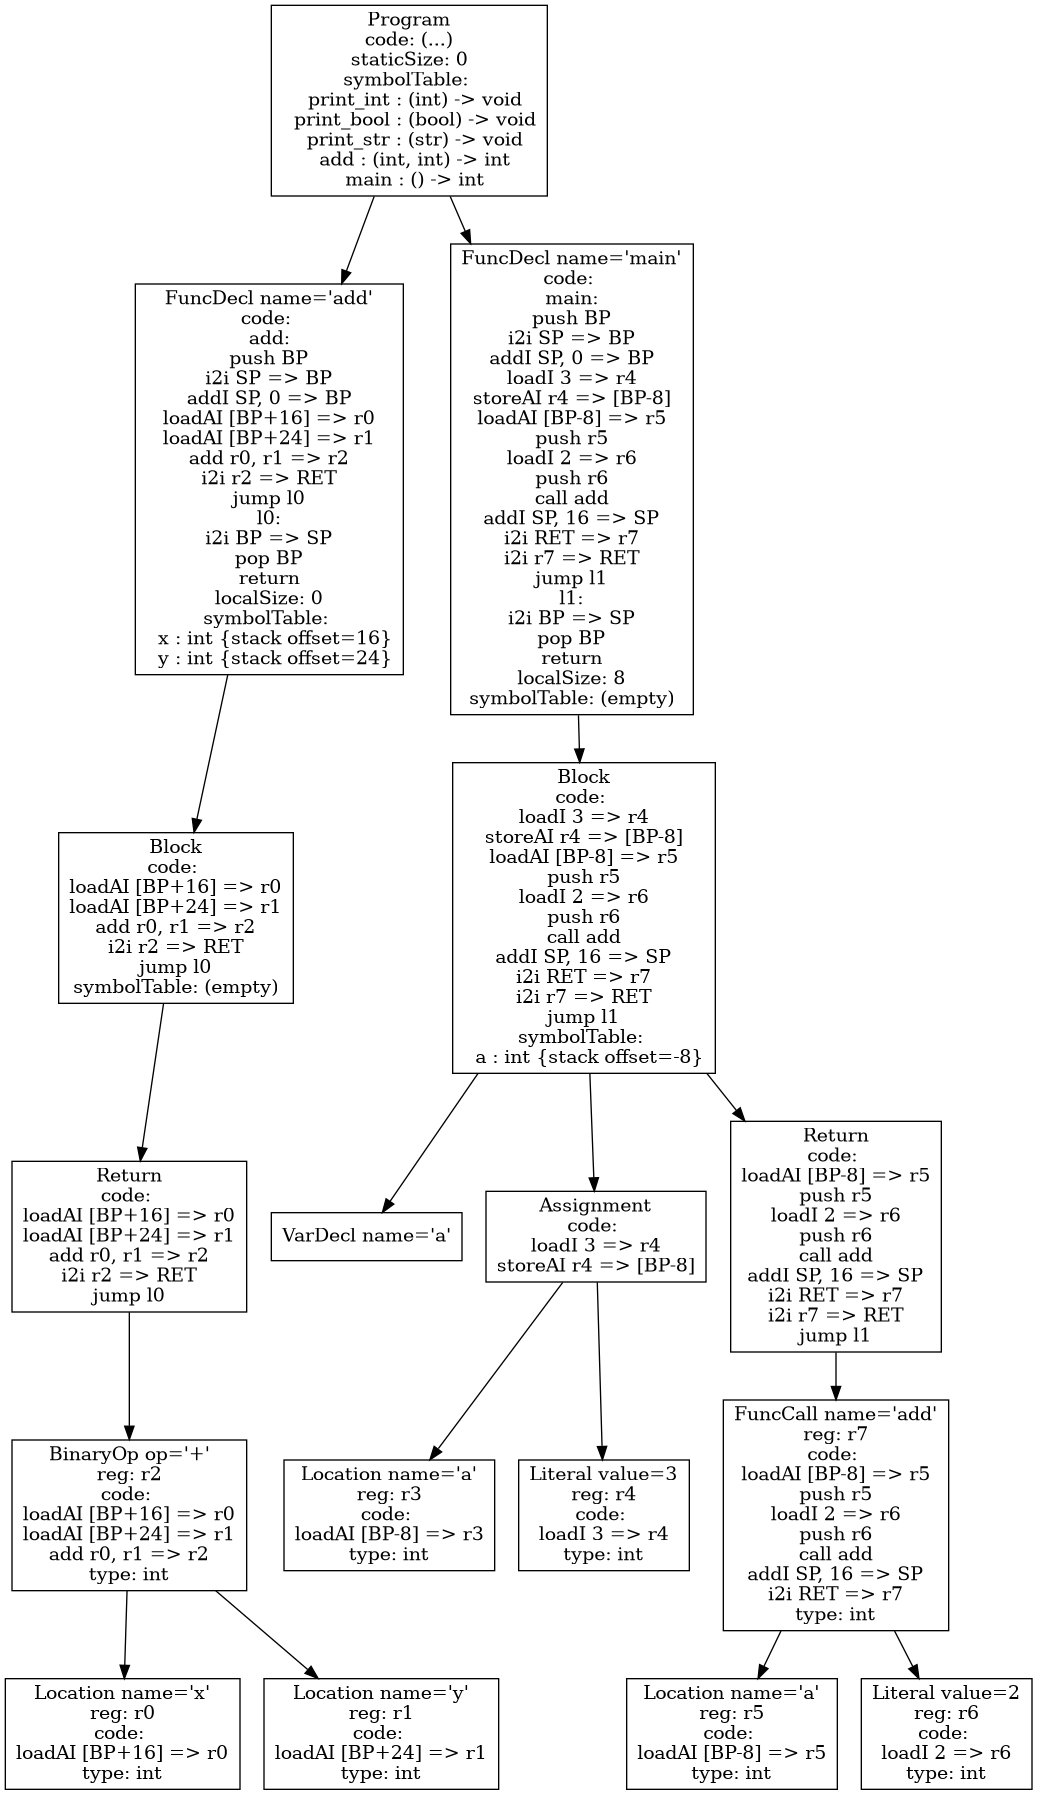 Program
code: (...)
staticSize: 0
symbolTable:
print_int : (int) -> void
print_bool : (bool) -> void
print_str : (str) -> void
add : (int, int) -> int
main : () -> int
FuncDecl name='add'
code:
add:
push BP
i2i SP => BP
addI SP, 0 => BP
loadAI [BP+16] => r0
loadAI [BP+24] => r1
add r0, r1 => r2
i2i r2 => RET
jump l0
l0:
i2i BP => SP
pop BP
return
localSize: 0
symbolTable:
x : int {stack offset=16}
y : int {stack offset=24}
FuncDecl name='main'
code:
main:
push BP
i2i SP => BP
addI SP, 0 => BP
loadI 3 => r4
storeAI r4 => [BP-8]
loadAI [BP-8] => r5
push r5
loadI 2 => r6
push r6
call add
addI SP, 16 => SP
i2i RET => r7
i2i r7 => RET
jump l1
l1:
i2i BP => SP
pop BP
return
localSize: 8
symbolTable: (empty)
Block
code:
loadAI [BP+16] => r0
loadAI [BP+24] => r1
add r0, r1 => r2
i2i r2 => RET
jump l0
symbolTable: (empty)
Block
code:
loadI 3 => r4
storeAI r4 => [BP-8]
loadAI [BP-8] => r5
push r5
loadI 2 => r6
push r6
call add
addI SP, 16 => SP
i2i RET => r7
i2i r7 => RET
jump l1
symbolTable:
a : int {stack offset=-8}
Return
code:
loadAI [BP+16] => r0
loadAI [BP+24] => r1
add r0, r1 => r2
i2i r2 => RET
jump l0
VarDecl name='a'
Assignment
code:
loadI 3 => r4
storeAI r4 => [BP-8]
Return
code:
loadAI [BP-8] => r5
push r5
loadI 2 => r6
push r6
call add
addI SP, 16 => SP
i2i RET => r7
i2i r7 => RET
jump l1
BinaryOp op='+'
reg: r2
code:
loadAI [BP+16] => r0
loadAI [BP+24] => r1
add r0, r1 => r2
type: int
Location name='a'
reg: r3
code:
loadAI [BP-8] => r3
type: int
Literal value=3
reg: r4
code:
loadI 3 => r4
type: int
FuncCall name='add'
reg: r7
code:
loadAI [BP-8] => r5
push r5
loadI 2 => r6
push r6
call add
addI SP, 16 => SP
i2i RET => r7
type: int
Location name='x'
reg: r0
code:
loadAI [BP+16] => r0
type: int
Location name='y'
reg: r1
code:
loadAI [BP+24] => r1
type: int
Location name='a'
reg: r5
code:
loadAI [BP-8] => r5
type: int
Literal value=2
reg: r6
code:
loadI 2 => r6
type: int